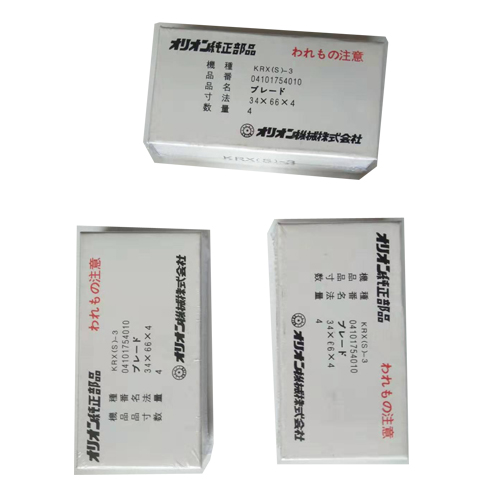 オリオン純正部品
われもの注意
機種 KRX(S)-3
品番 04101754010
品名 ブレード
寸法 34×66×4
数量 4
オリオン機械株式会社
KRX(S)-3
オリオン純正部品
われもの注意
機種 KRX(S)-3
品番 04101754010
品名 ブレード
寸法 34×66×4
数量 4
オリオン機械株式会社
オリオン純正部品
われもの注意
機種 KRX(S)-3
品番 04101754010
品名 ブレード
寸法 34×66×4
数量 4
オリオン機械株式会社